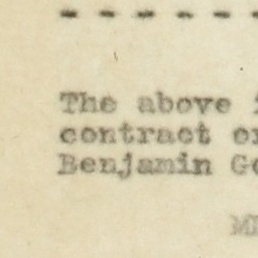 - - - - - -
The above
contract
Benjamin